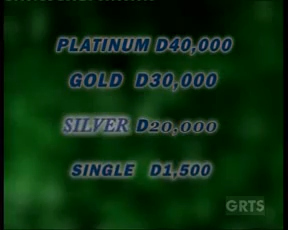 PLATINUM D40,000
GOLD D30,000
SILVER D20,000
SINGLE D1,500
GRTS